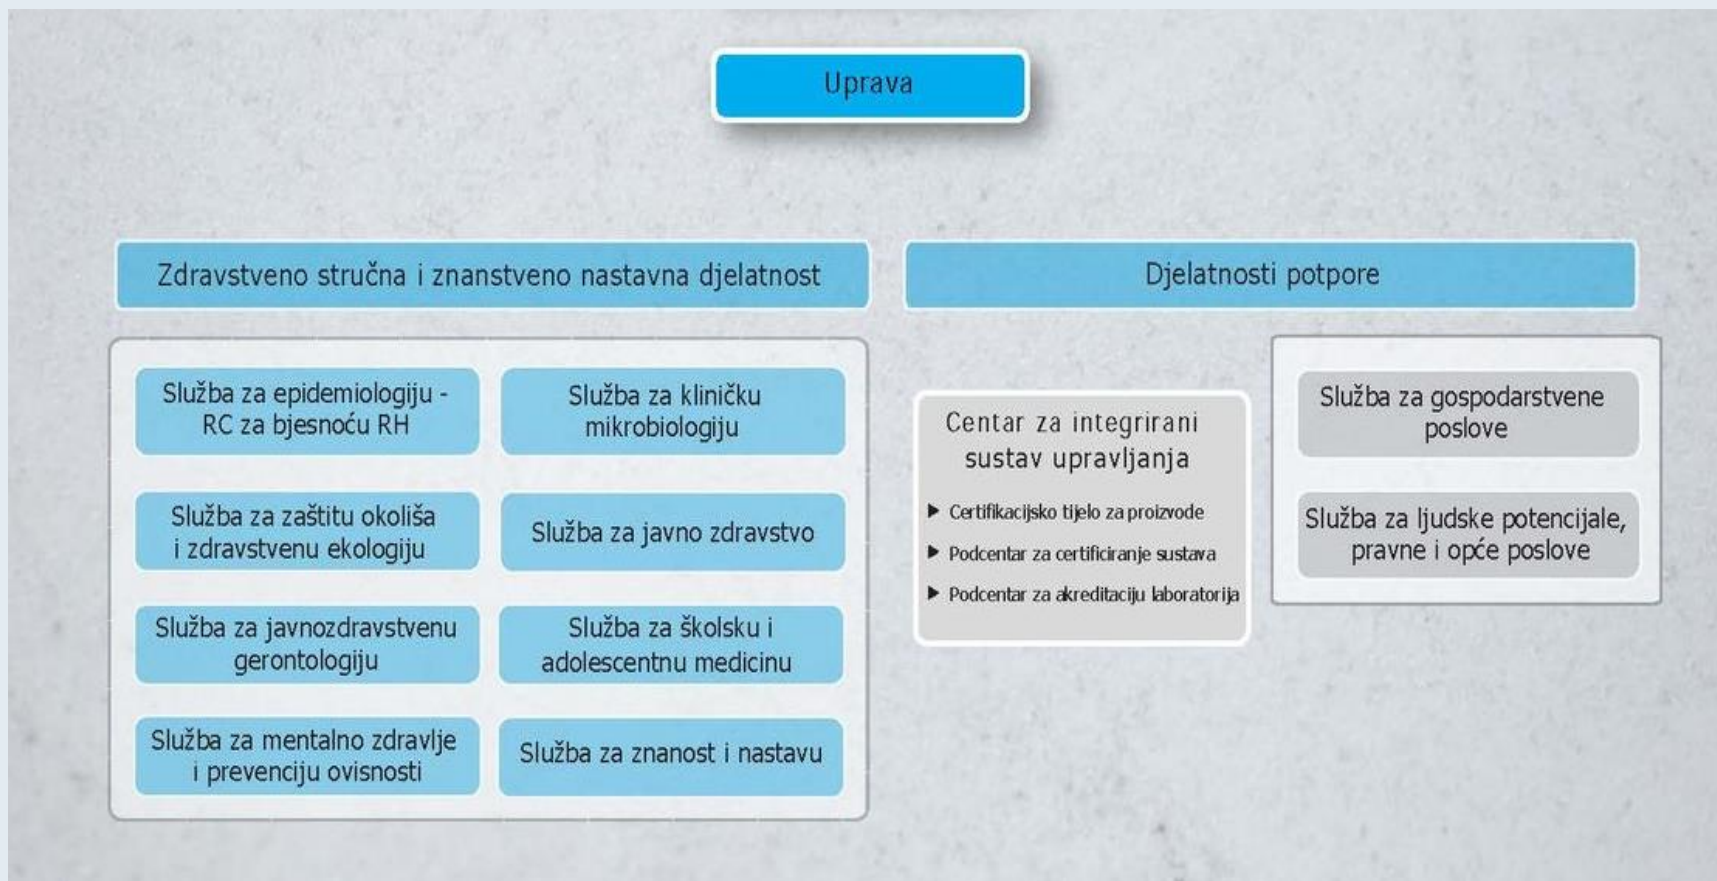 Uprava
Zdravstveno stručna i znanstveno nastavna djelatnost
Služba za epidemiologiju -
RC za bjesnoću RH
Služba za kliničku
mikrobiologiju
Služba za zaštitu okoliša
i zdravstvenu ekologiju
Služba za javno zdravstvo
Služba za javnozdravstvenu
gerontologiju
Služba za školsku i
adolescentnu medicinu
Služba za mentalno zdravlje
i prevenciju ovisnosti
Služba za znanost i nastavu
Djelatnosti potpore
Centar za integrirani
sustav upravljanja
▶ Certifikacijsko tijelo za proizvode
▶ Podcentar za certificiranje sustava
▶ Podcentar za akreditaciju laboratorija
Služba za gospodarstvene
poslove
Služba za ljudske potencijale,
pravne i opće poslove